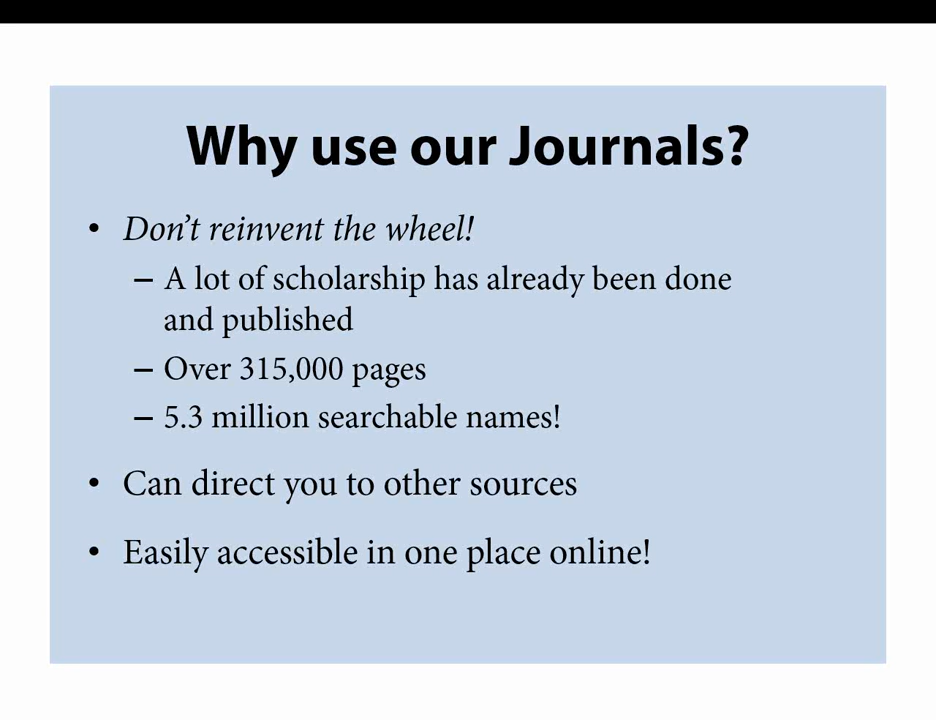 Why use our Journals?
• Don’t reinvent the wheel!
– A lot of scholarship has already been done
and published
– Over 315,000 pages
– 5.3 million searchable names!
• Can direct you to other sources
• Easily accessible in one place online!